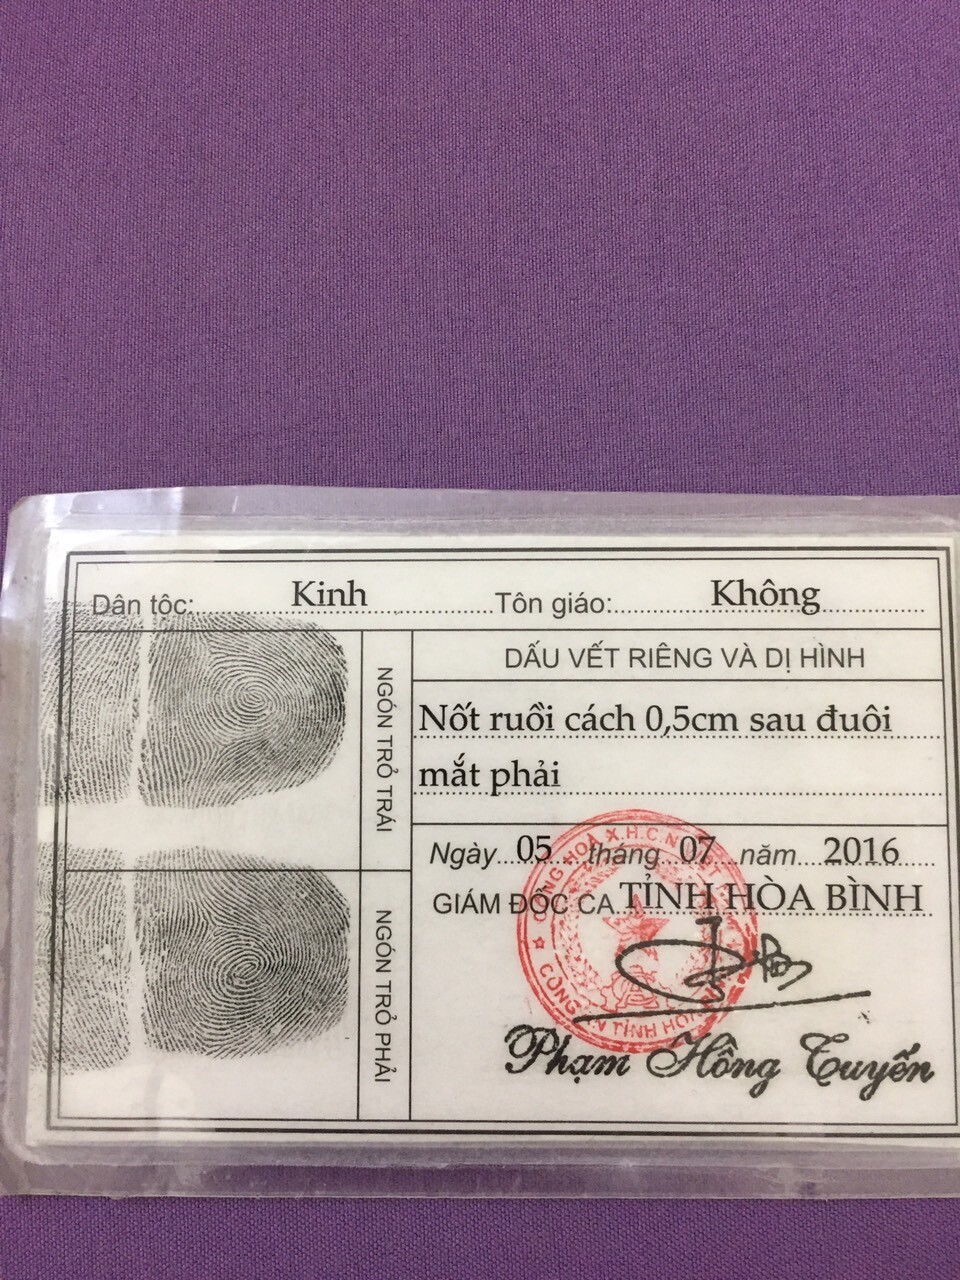 Dân tộc: Kinh Tôn giáo: Không
NGÓN TRỎ TRÁI
DẤU VẾT RIÊNG VÀ DỊ HÌNH
Nốt ruồi cách 0,5cm sau đuôi
mắt phải
Ngày 05 tháng 07 năm 2016
GIÁM ĐỐC CA TỈNH HÒA BÌNH
NGÓN TRỎ PHẢI
Phạm Hồng Tuyến